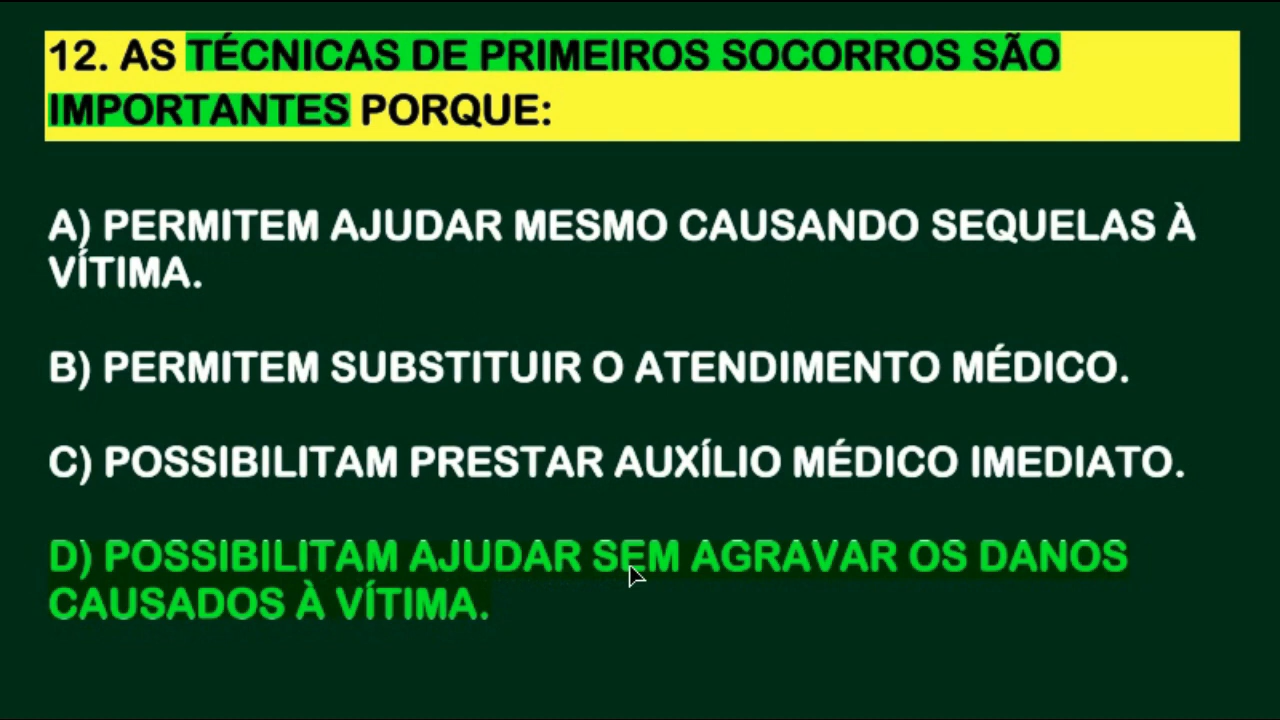 12. AS TÉCNICAS DE PRIMEIROS SOCORROS SÃO
IMPORTANTES PORQUE:
A) PERMITEM AJUDAR MESMO CAUSANDO SEQUELAS À
VÍTIMA.
B) PERMITEM SUBSTITUIR O ATENDIMENTO MÉDICO.
C) POSSIBILITAM PRESTAR AUXÍLIO MÉDICO IMEDIATO.
D) POSSIBILITAM AJUDAR SEM AGRAVAR OS DANOS
CAUSADOS À VÍTIMA.